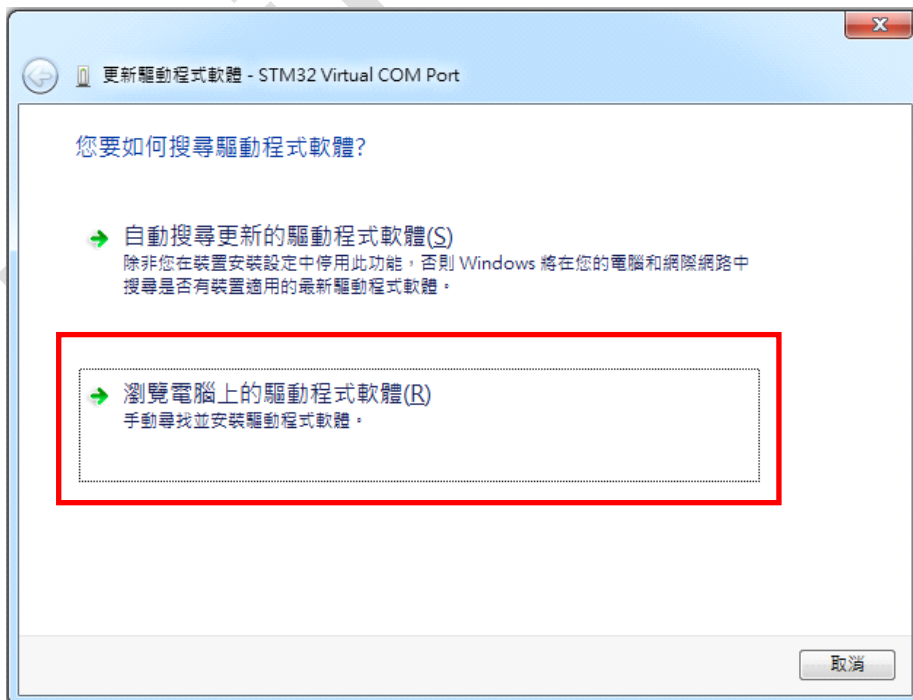 更新驅動程式軟體 - STM32 Virtual COM Port
您要如何搜尋驅動程式軟體?
自動搜尋更新的驅動程式軟體(S)
除非您在裝置安裝設定中停用此功能，否則 Windows 將在您的電腦和網際網路中
搜尋是否有裝置適用的最新驅動程式軟體。
瀏覽電腦上的驅動程式軟體(R)
手動尋找並安裝驅動程式軟體。
取消